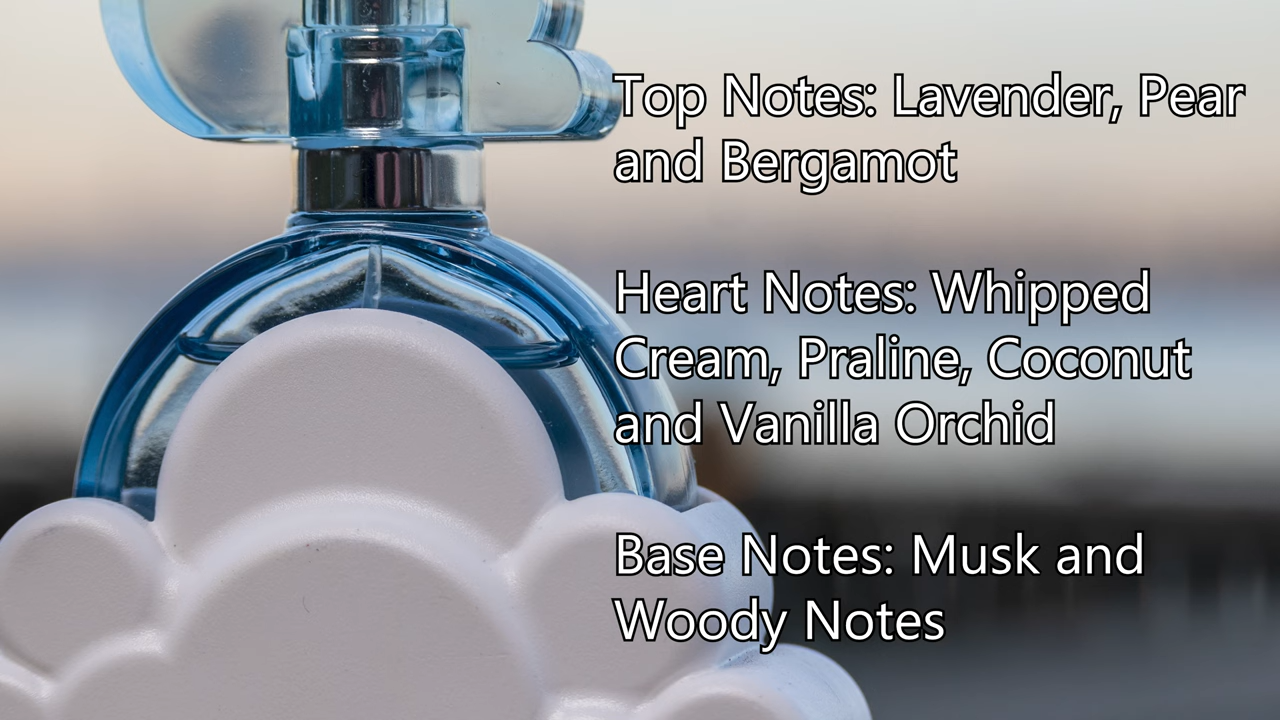 Top Notes: Lavender, Pear
and Bergamot
Heart Notes: Whipped
Cream, Praline, Coconut
and Vanilla Orchid
Base Notes: Musk and
Woody Notes